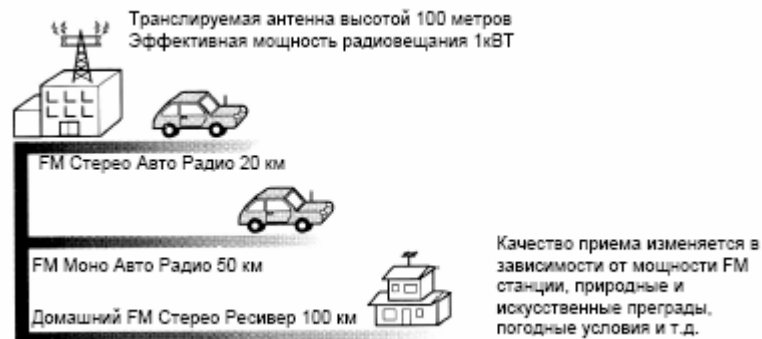 Транслируемая антенна высотой 100 метров
Эффективная мощность радиовещания 1кВТ
FM Стерео Авто Радио 20 км
FM Моно Авто Радио 50 км
Домашний FM Стерео Ресивер 100 км
Качество приема изменяется в
зависимости от мощности FM
станции, природные и
искусственные преграды,
погодные условия и т.д.